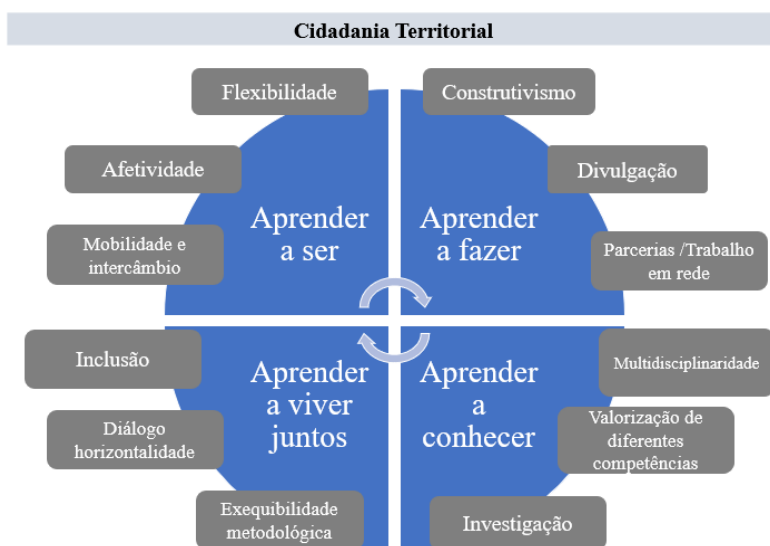 Cidadania Territorial
Flexibilidade
Construtivismo
Afetividade
Divulgação
Aprender
a ser
Aprender
a fazer
Mobilidade e
intercâmbio
Parcerias /Trabalho
em rede
Inclusão
Multidisciplinaridade
Aprender
a viver
juntos
Aprender
a
conhecer
Diálogo
horizontalidade
Valorização de
diferentes
competências
Exequibilidade
metodológica
Investigação